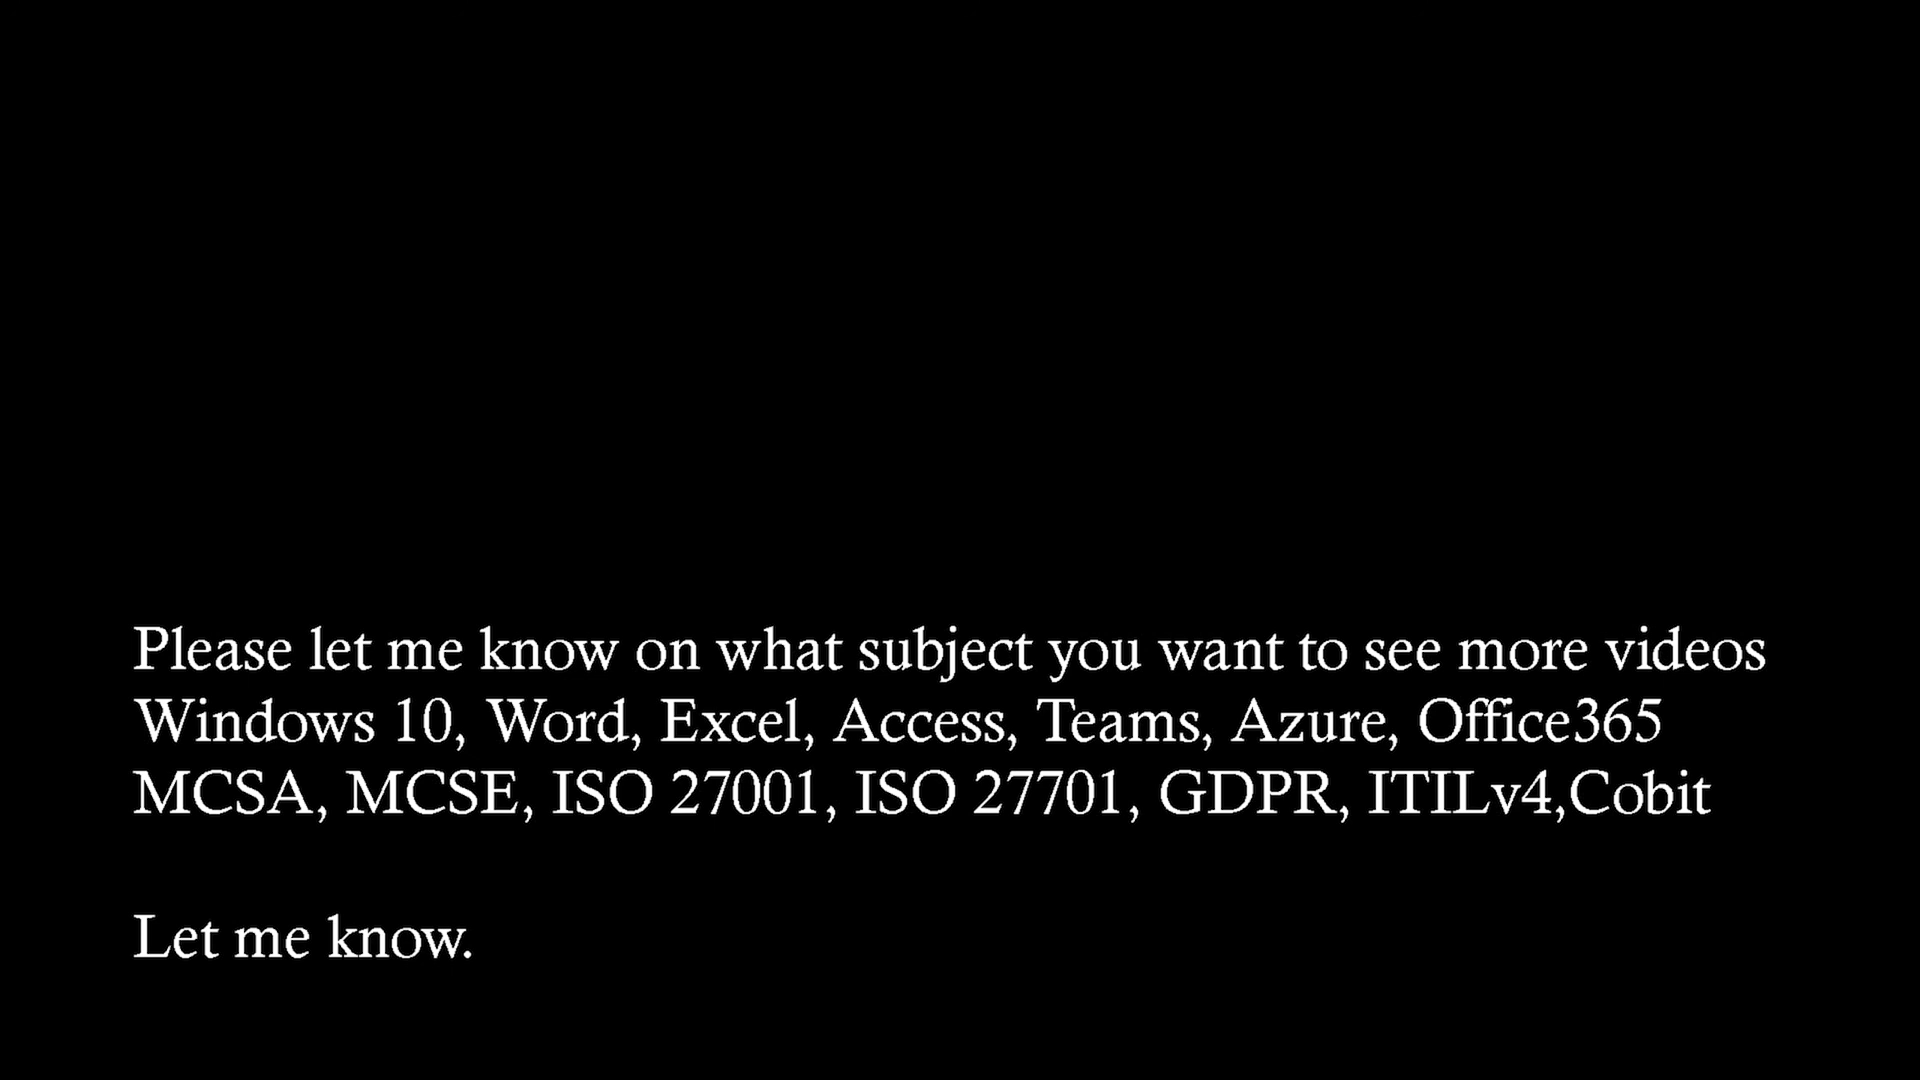 Please let me know on what subject you want to see more videos
Windows 10, Word, Excel, Access, Teams, Azure, Office365
MCSA, MCSE, ISO 27001, ISO 27701, GDPR, ITILv4,Cobit
Let me know.